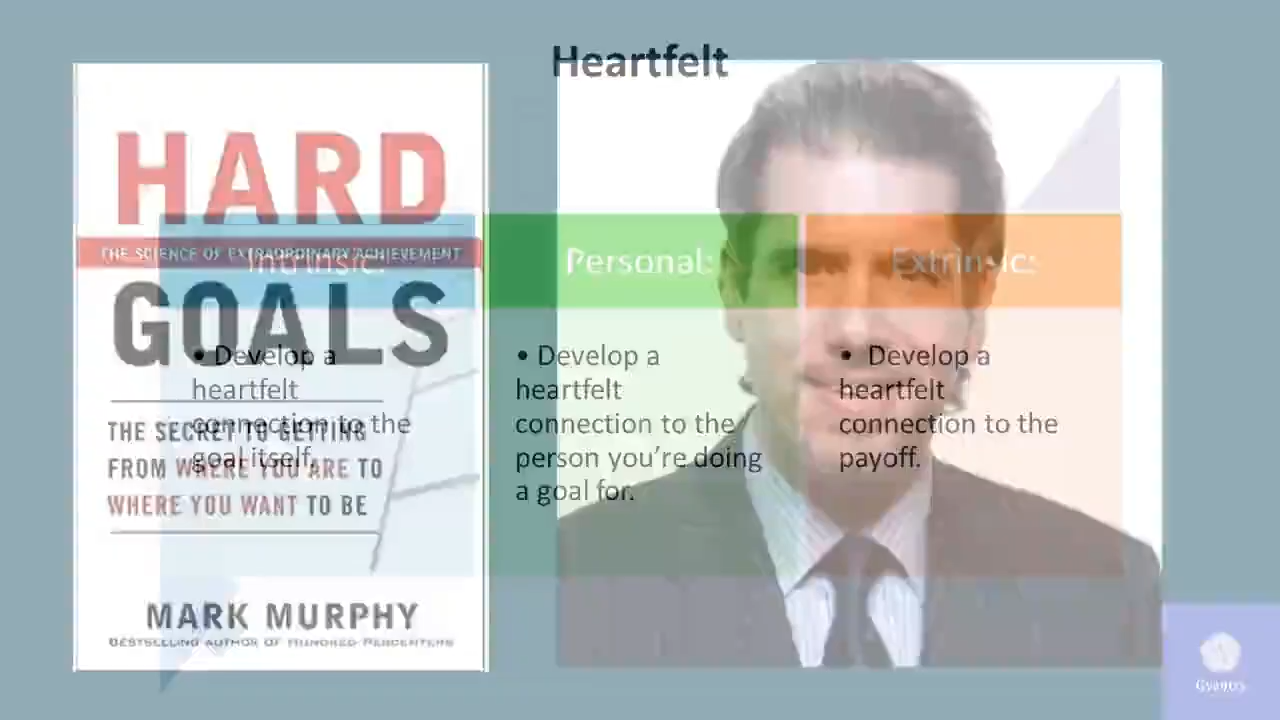 Heartfelt
HARD
THE SCIENCE OF EXTRAORDINARY ACHIEVEMENT
GOALS
THE SECRET TO GETTING
FROM WHERE YOU ARE TO
WHERE YOU WANT TO BE
MARK MURPHY
BESTSELLING AUTHOR OF HUNDRED PERCENTERS
Intrinsic:
• Develop a
heartfelt
connection to the
goal itself.
Personal:
• Develop a
heartfelt
connection to the
person you’re doing
a goal for.
Extrinsic:
• Develop a
heartfelt
connection to the
payoff.